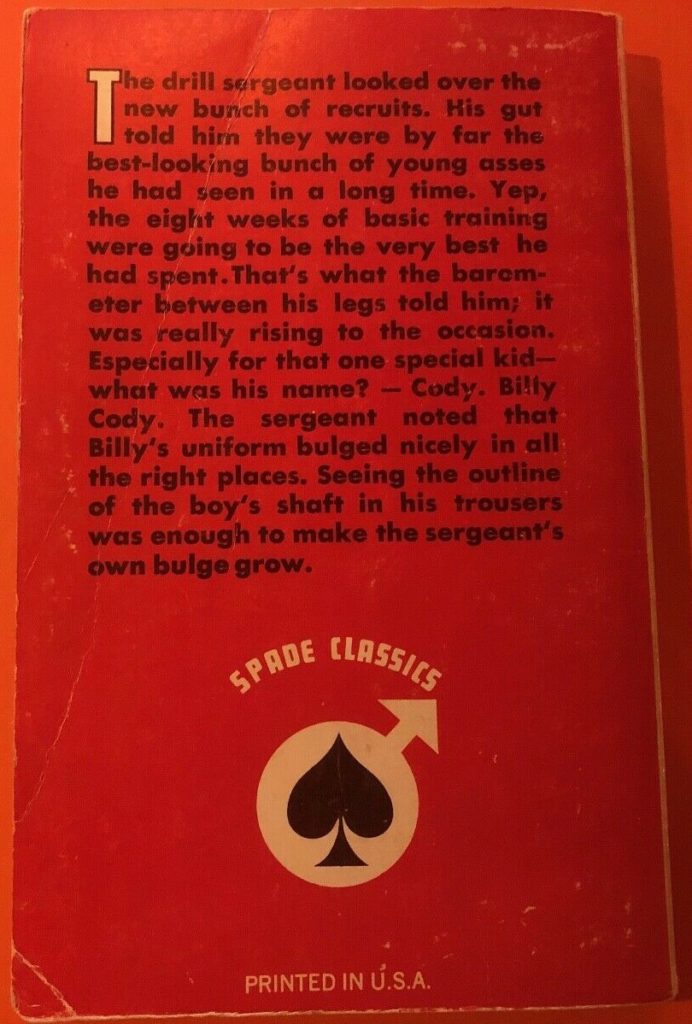 The drill sergeant looked over the
new bunch of recruits. His gut
told him they were by far the
best-looking bunch of young asses
he had seen in a long time. Yep,
the eight weeks of basic training
were going to be the very best he
had spent. That's what the barom-
eter between his legs told him; it
was really rising to the occasion.
Especially for that one special kid—
what was his name? — Cody. Billy
Cody. The sergeant noted that
Billy's uniform bulged nicely in all
the right places. Seeing the outline
of the boy's shaft in his trousers
was enough to make the sergeant's
own bulge grow.
SPADE CLASSICS
PRINTED IN U.S.A.